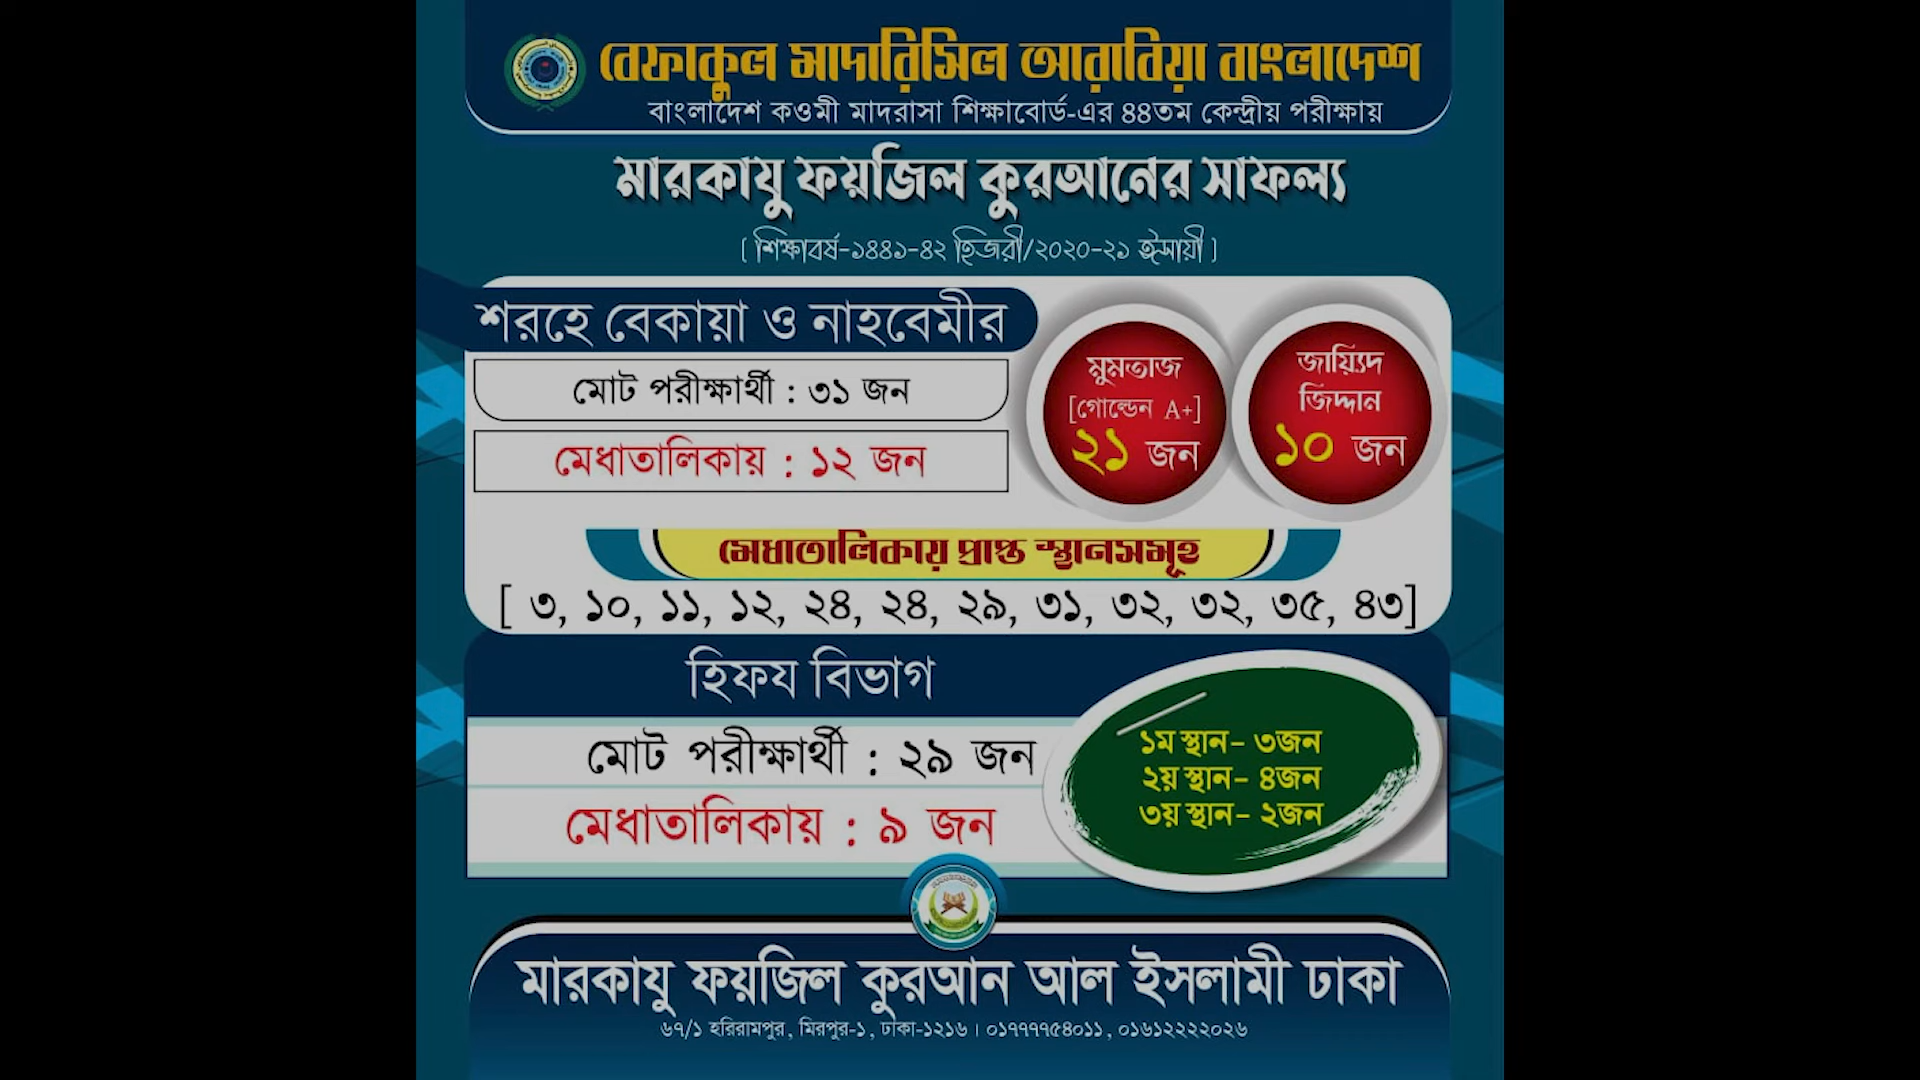 বেফাকুল মাদারিসিল আরাবিয়া বাংলাদেশ
বাংলাদেশ কওমী মাদরাসা শিক্ষাবোর্ড-এর ৪৪তম কেন্দ্রীয় পরীক্ষায়
মারকাযু ফয়জিল কুরআনের সাফল্য
[ শিক্ষাবর্ষ-১৪৪১-৪২ হিজরী/২০২০-২১ ঈসায়ী ]
শরহে বেকায়া ও নাহবেমীর
মোট পরীক্ষার্থী : ৩১ জন
মেধাতালিকায় : ১২ জন
মুমতাজ
[গোল্ডেন A+]
২১ জন
জায়্যিদ
জিদ্দান
১০ জন
মেধাতালিকায় প্রাপ্ত স্থানসমূহ
[ ৩, ১০, ১১, ১২, ২৪, ২৪, ২৯, ৩১, ৩২, ৩২, ৩৫, ৪৩]
হিফয বিভাগ
মোট পরীক্ষার্থী : ২৯ জন
মেধাতালিকায় : ৯ জন
১ম স্থান- ৩জন
২য় স্থান- ৪জন
৩য় স্থান- ২জন
মারকাযু ফয়জিল কুরআন আল ইসলামী ঢাকা
৬৭/১ হরিরামপুর, মিরপুর-১, ঢাকা-১২১৬। ০১৭৭৭৭৫৪০১১, ০১৬১২২২২০২৬